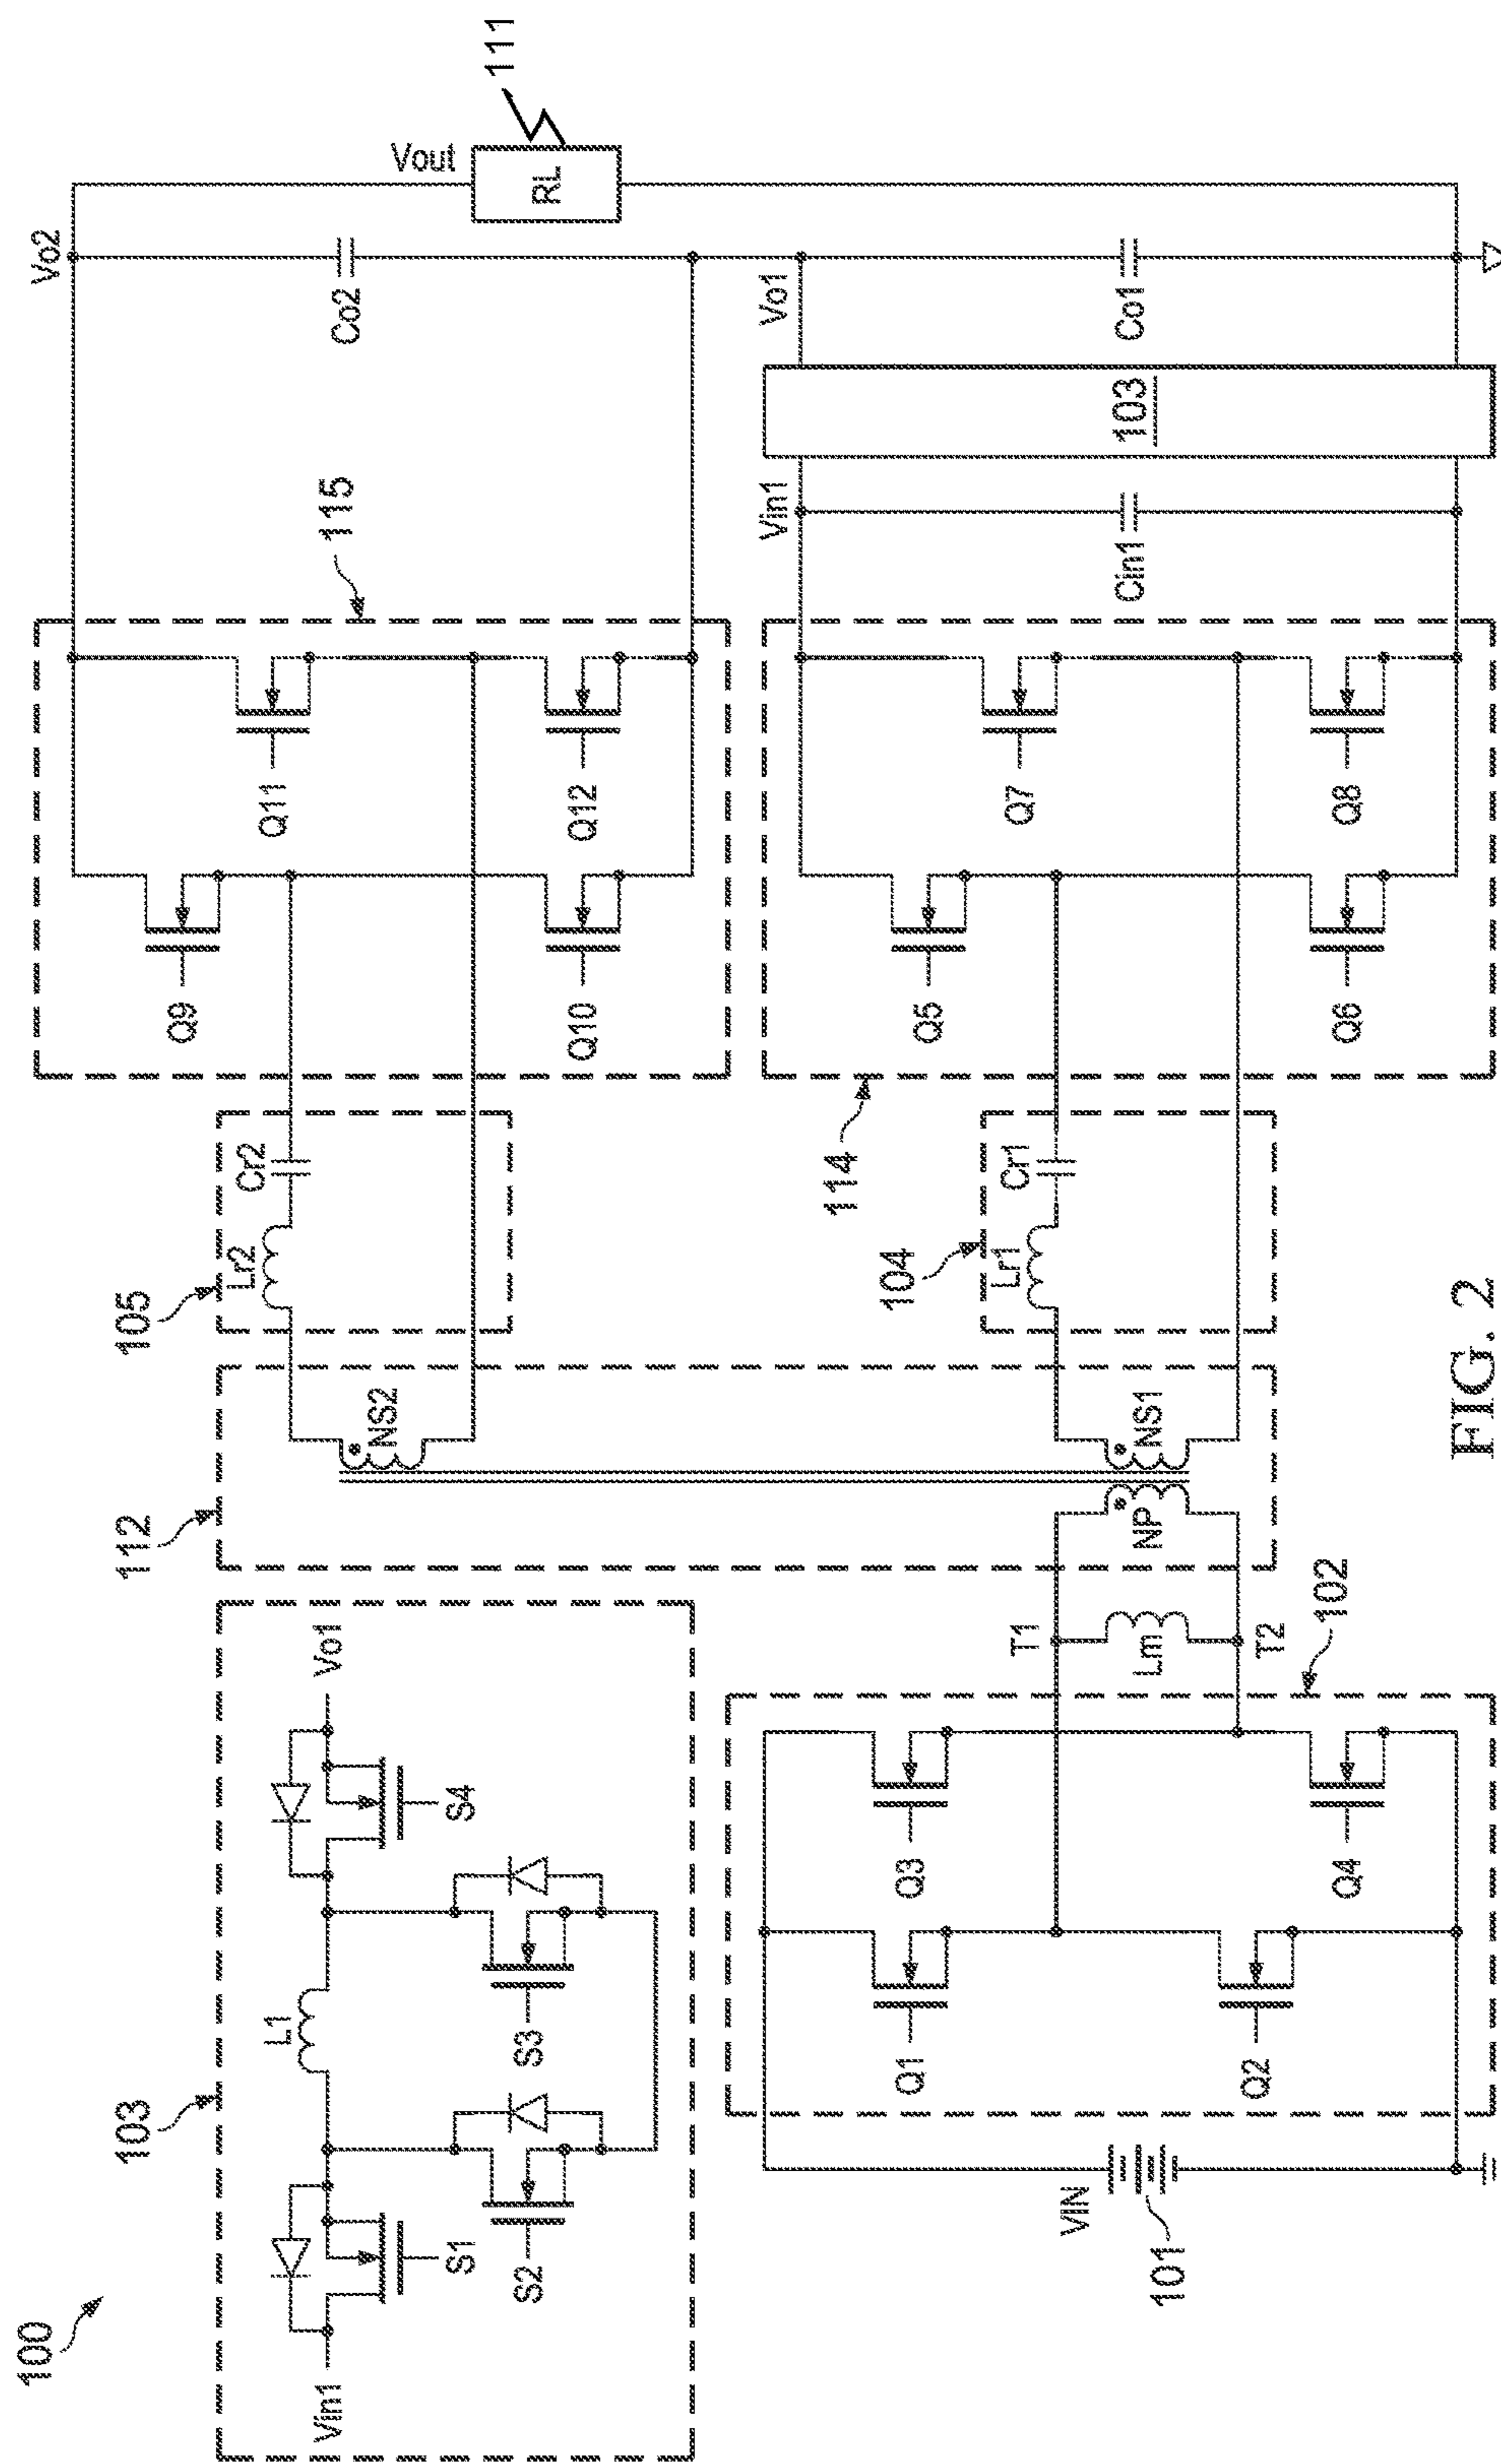 100
103
Vin1
S1
S2
L1
S3
S4
Vo1
112
NS2
NP
NS1
105
Lr2
Cr2
104
Lr1
Cr1
115
Q9
Q10
Q11
Q12
114
Q5
Q6
Q7
Q8
Vo2
Co2
Vout
RL
111
Vin1
Cin1
103
Vo1
Co1
101
VIN
102
Q1
Q2
Q3
Q4
T1
Lm
T2
FIG. 2